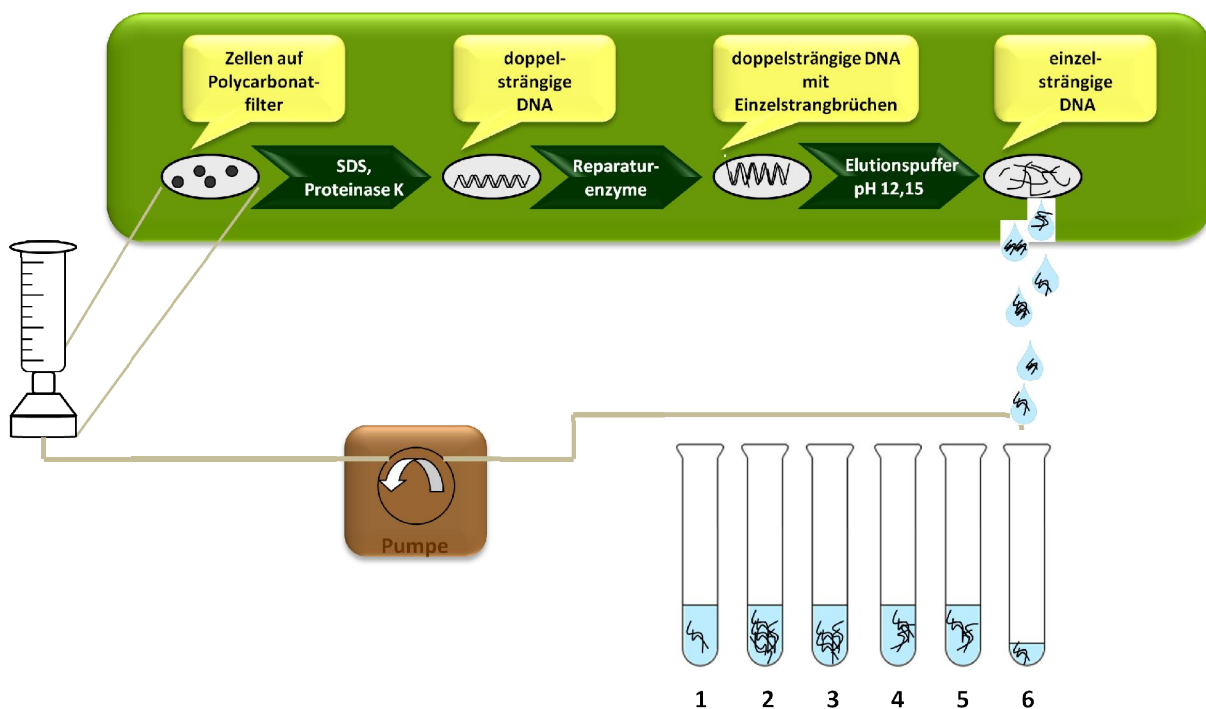 Zellen auf
Polycarbonat-
filter
doppel-
strängige
DNA
doppelsträngige DNA
mit
Einzelstrangbrüchen
einzel-
strängige
DNA
SDS,
Proteinase K
Reparatur-
enzyme
Elutionspuffer
pH 12,15
Pumpe
1 2 3 4 5 6